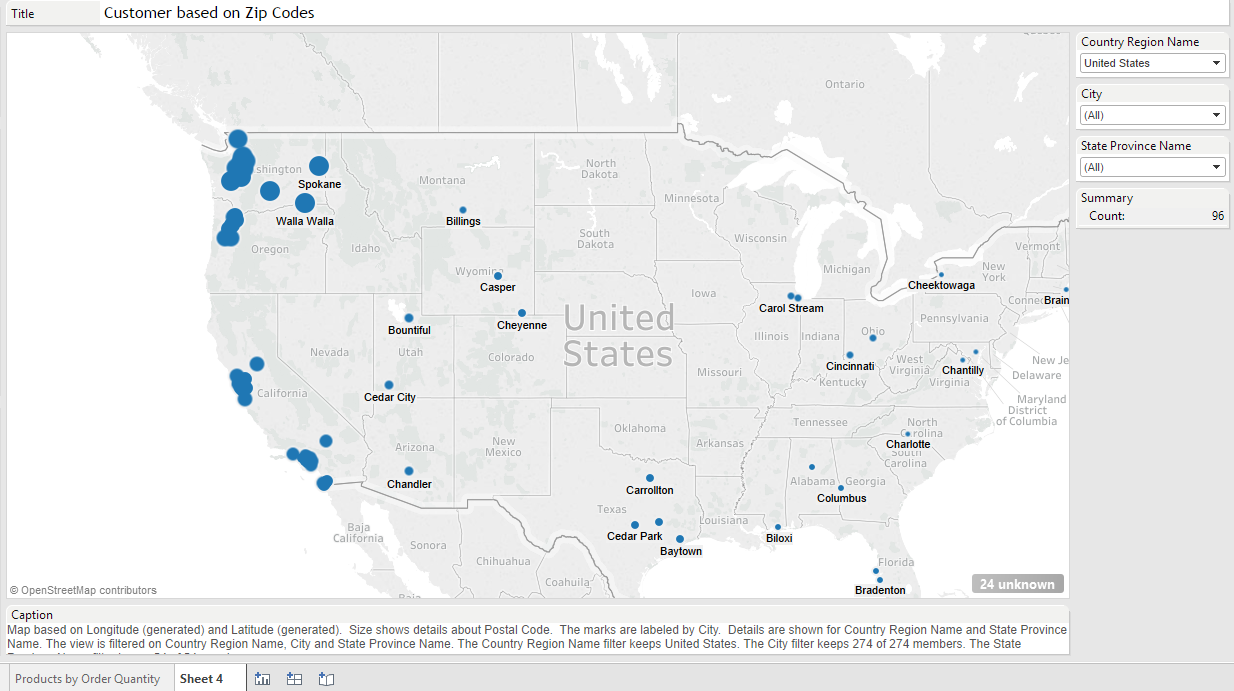 Title
Customer based on Zip Codes
Country Region Name
United States
City
(All)
State Province Name
(All)
Summary
Count: 96
Ontario
Washington
Spokane
Walla Walla
Montana
Billings
North
Dakota
Minnesota
Oregon
Idaho
South
Dakota
Wisconsin
Michigan
Vermont
New
York
Wyoming
Casper
Cheektowaga
Iowa
Carol Stream
Connec
Brain
Bountiful
Cheyenne
United
States
Illinois
Indiana
Ohio
Pennsylvania
Nevada
Utah
Colorado
Cincinnati
West
Virginia
Chantilly
New Je
Delaware
Missouri
Kentucky
Virginia
California
Cedar City
Maryland
District
of Columbia
Oklahoma
Arkansas
Tennessee
North
Carolina
Charlotte
South
Carolina
Arizona
New
Mexico
Chandler
Carrollton
Alabama
Georgia
Columbus
Texas
Louisiana
Cedar Park
Baytown
Biloxi
Baja
California
Sonora
Chihuahua
Coahuila
Florida
Bradenton
24 unknown
© OpenStreetMap contributors
Caption
Map based on Longitude (generated) and Latitude (generated).  Size shows details about Postal Code.  The marks are labeled by City.  Details are shown for Country Region Name and State Province
Name. The view is filtered on Country Region Name, City and State Province Name. The Country Region Name filter keeps United States. The City filter keeps 274 of 274 members. The State
Products by Order Quantity
Sheet 4